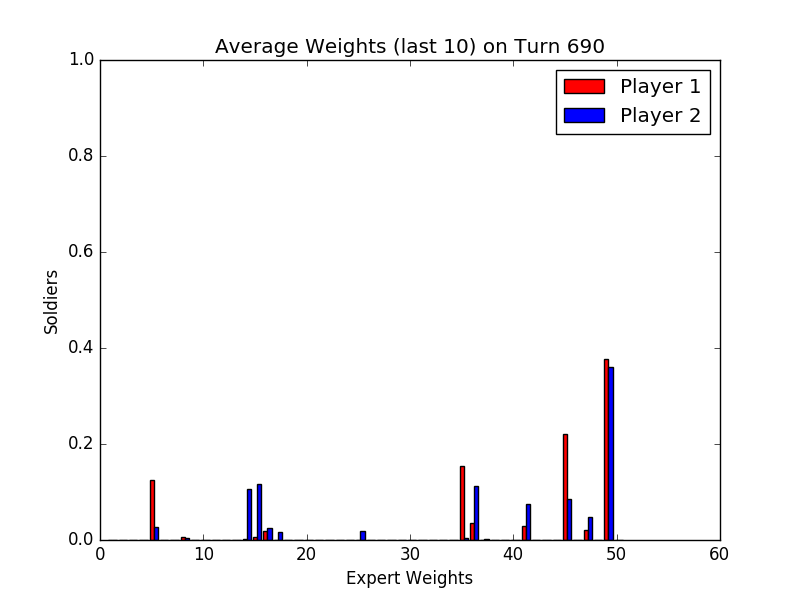 Average Weights (last 10) on Turn 690
1.0
Player 1
Player 2
0.8
0.6
Soldiers
0.4
0.2
0.0
0 10 20 30 40 50 60
Expert Weights